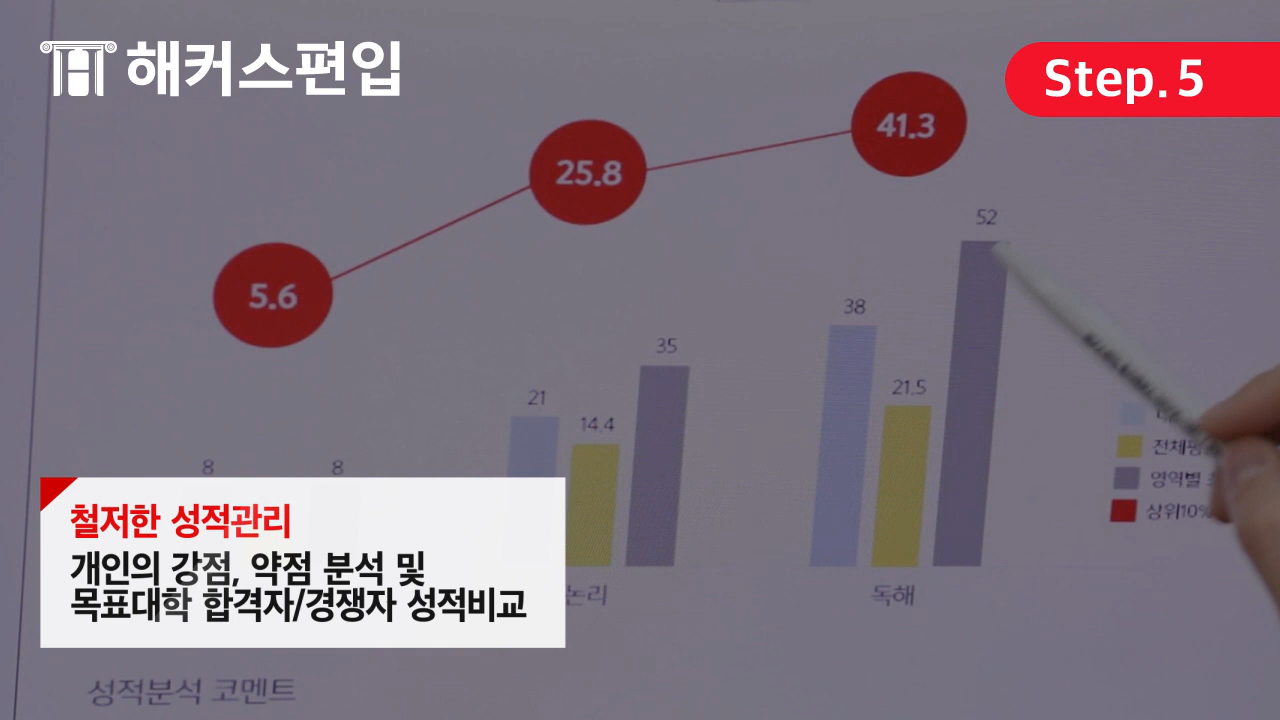 해커스편입
Step. 5
5.6
25.8
41.3
8
8
21
14.4
35
38
21.5
52
전체평
영역별
상위10%
논리
독해
철저한 성적관리
개인의 강점, 약점 분석 및
목표대학 합격자/경쟁자 성적비교
성적분석 코멘트